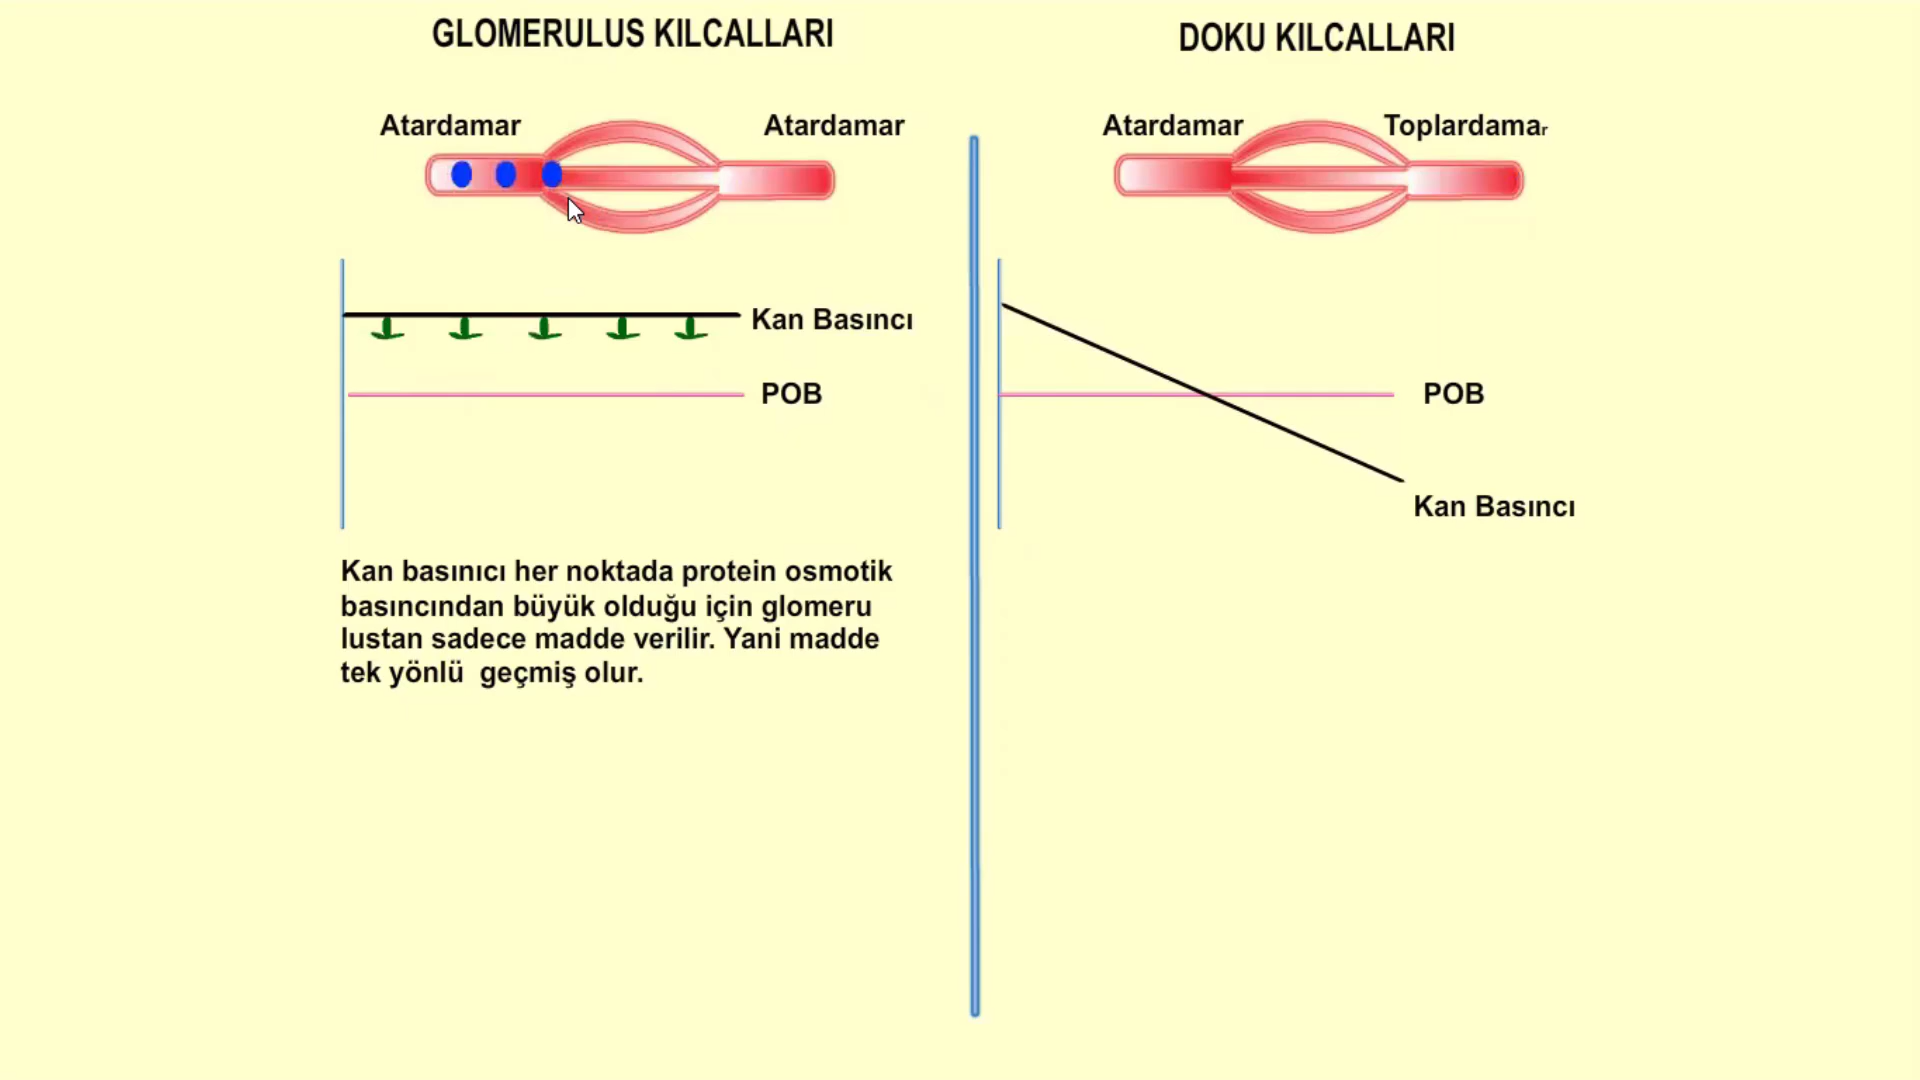 GLOMERULUS KILCALLARI
Atardamar
Atardamar
Kan Basıncı
POB
Kan basınıcı her noktada protein osmotik
basıncından büyük olduğu için glomeru
lustan sadece madde verilir. Yani madde
tek yönlü  geçmiş olur.
DOKU KILCALLARI
Atardamar
Toplardamar
POB
Kan Basıncı